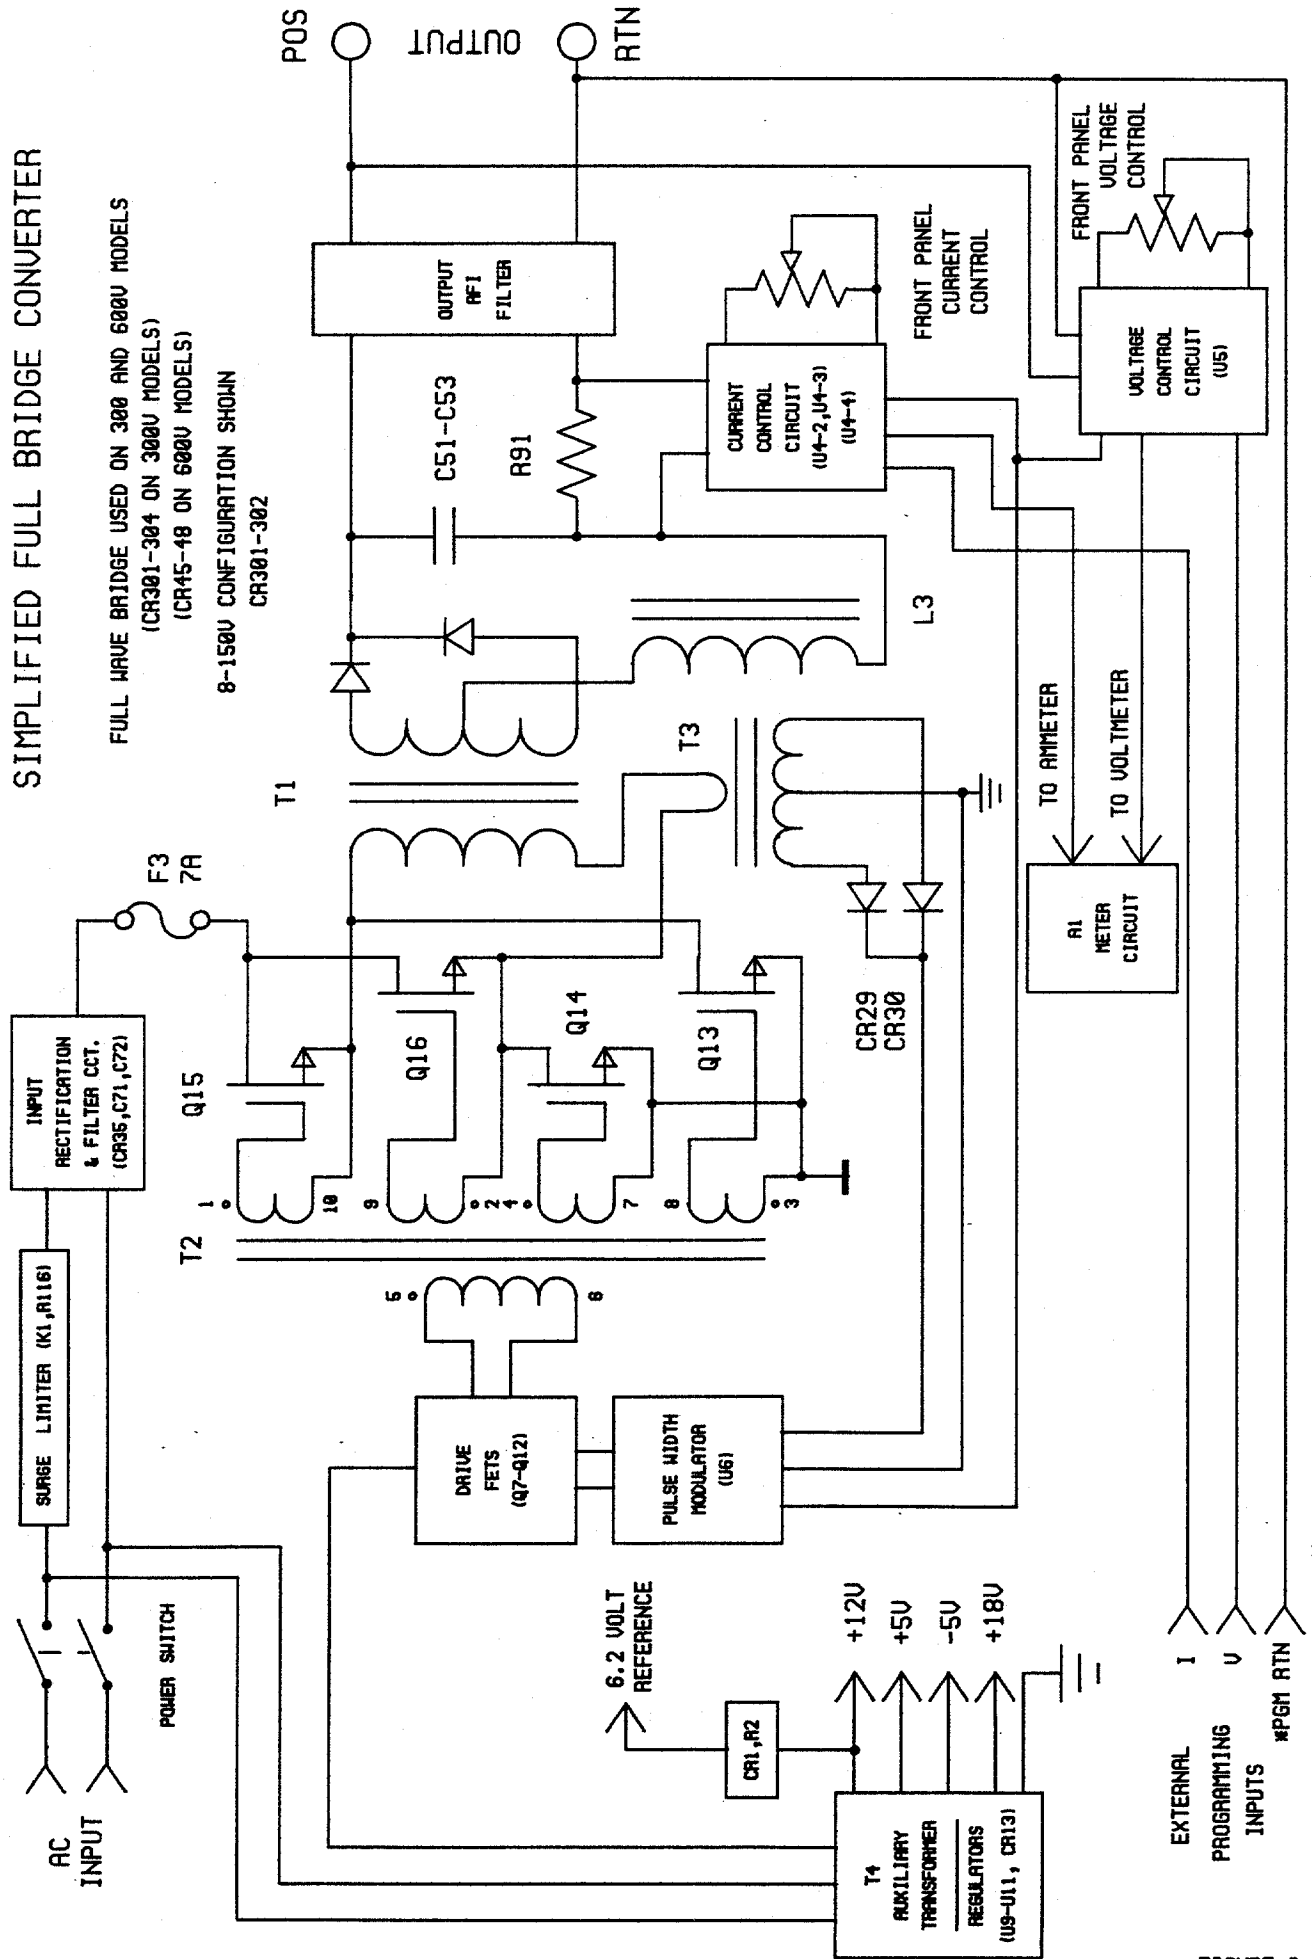 SIMPLIFIED FULL BRIDGE CONVERTER
FULL WAVE BRIDGE USED ON 300 AND 600V MODELS
(CR301-304 ON 300V MODELS)
(CR45-48 ON 600V MODELS)
8-150V CONFIGURATION SHOWN
CR301-302
AC
INPUT
POWER SWITCH
SURGE LIMITER (K1,R116)
INPUT
RECTIFICATION
& FILTER CCT.
(CR35,C71,C72)
F3
7A
T2
1
10
9
2
4
7
8
3
5
6
Q15
Q16
Q14
Q13
T1
T3
L3
CR29
CR30
C51-C53
R91
OUTPUT
RFI
FILTER
POS
OUTPUT
RTN
DRIVE
FETS
(Q7-Q12)
PULSE WIDTH
MODULATOR
(U6)
CURRENT
CONTROL
CIRCUIT
(U4-2,U4-3)
(U4-4)
FRONT PANEL
CURRENT
CONTROL
FRONT PANEL
VOLTAGE
CONTROL
VOLTAGE
CONTROL
CIRCUIT
(U5)
TO AMMETER
TO VOLTMETER
A1
METER
CIRCUIT
6.2 VOLT
REFERENCE
CR1,R2
+12V
+5V
-5V
+18V
T4
AUXILIARY
TRANSFORMER
REGULATORS
(U9-U11, CR13)
EXTERNAL
PROGRAMMING
INPUTS
I
V
*PGM RTN